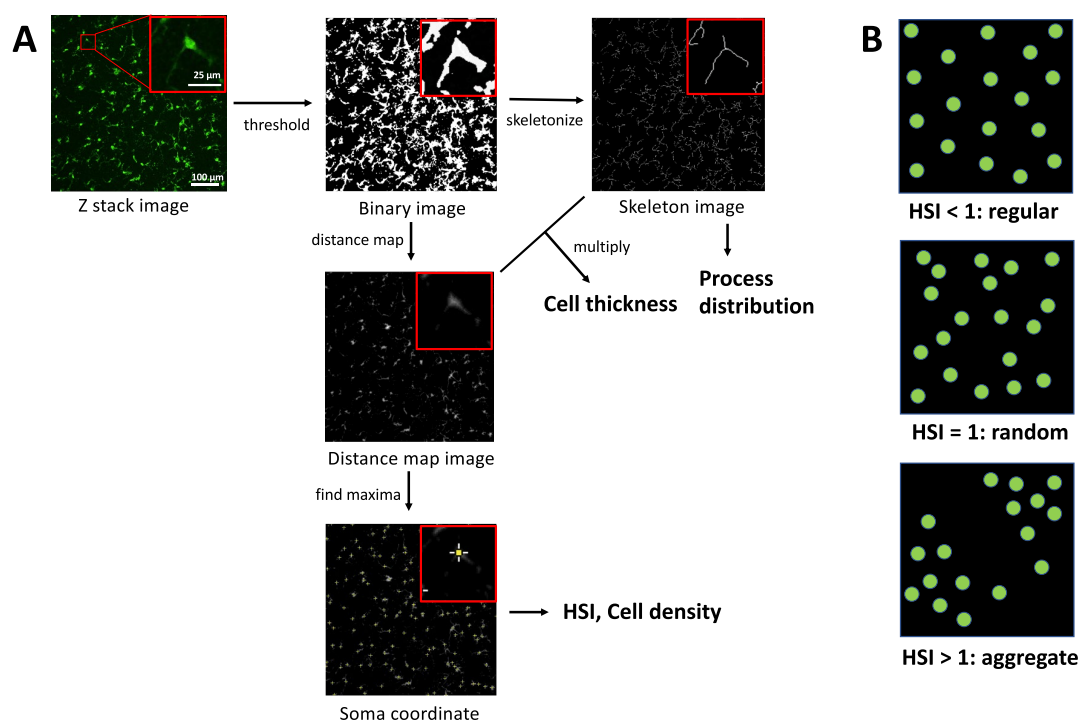 A
25 µm
100 µm
Z stack image
threshold
Binary image
skeletonize
Skeleton image
distance map
multiply
Cell thickness
Process
distribution
Distance map image
find maxima
Soma coordinate
HSI, Cell density
B
HSI < 1: regular
HSI = 1: random
HSI > 1: aggregate